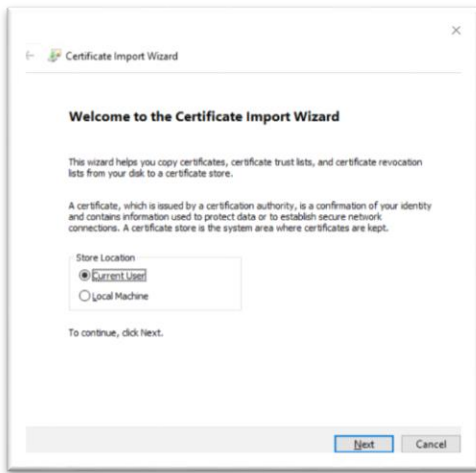 Certificate Import Wizard
Welcome to the Certificate Import Wizard
This wizard helps you copy certificates, certificate trust lists, and certificate revocation
lists from your disk to a certificate store.
A certificate, which is issued by a certification authority, is a confirmation of your identity
and contains information used to protect data or to establish secure network
connections. A certificate store is the system area where certificates are kept.
Store Location
Current User
Local Machine
To continue, click Next.
Next Cancel